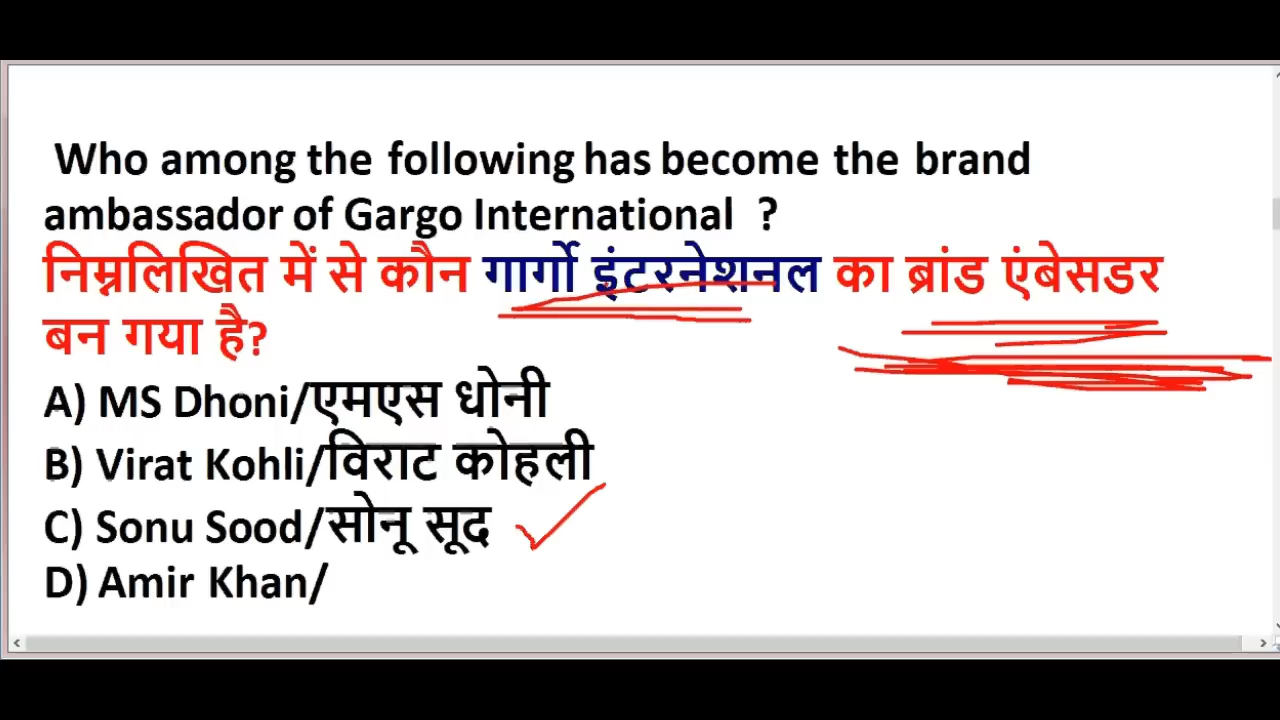 Who among the following has become the brand
ambassador of Gargo International ?
निम्नलिखित में से कौन गार्गो इंटरनेशनल का ब्रांड एंबेसडर
बन गया है?
A) MS Dhoni/एमएस धोनी
B) Virat Kohli/विराट कोहली
C) Sonu Sood/सोनू सूद
D) Amir Khan/